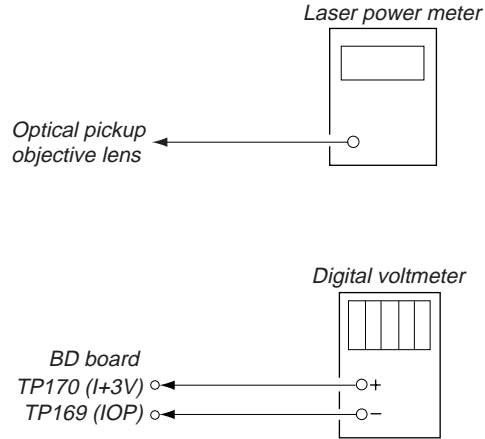 Laser power meter
Optical pickup
objective lens
Digital voltmeter
BD board
TP170 (I+3V)
+
TP169 (IOP)
−